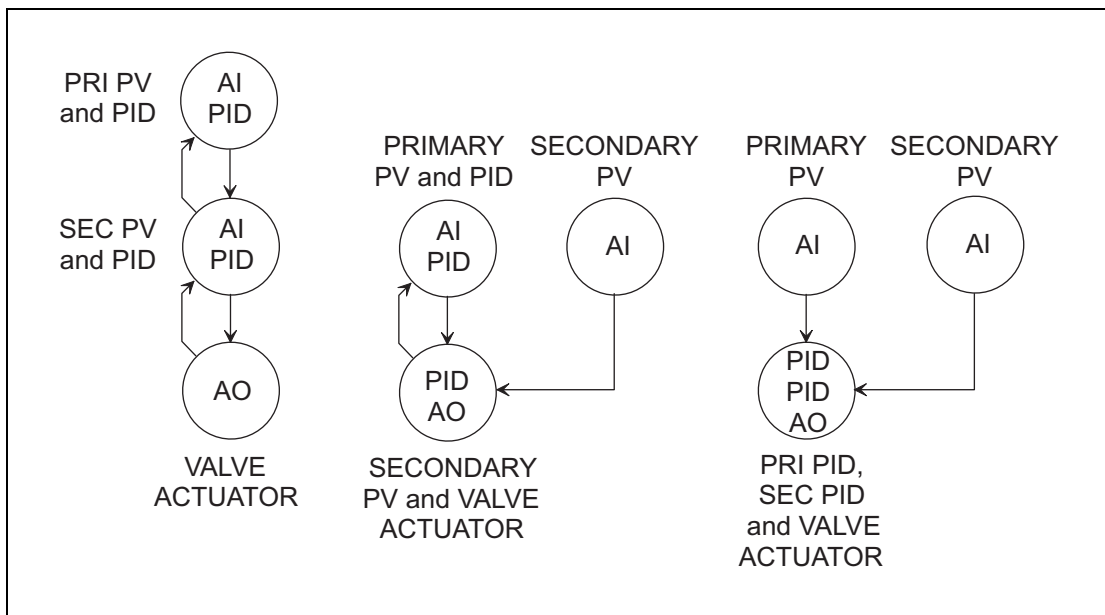 PRI PV
and PID
AI
PID
SEC PV
and PID
AI
PID
AO
VALVE
ACTUATOR
PRIMARY
PV and PID
AI
PID
SECONDARY
PV
AI
PID
AO
SECONDARY
PV and VALVE
ACTUATOR
PRIMARY
PV
AI
SECONDARY
PV
AI
PID
PID
AO
PRI PID,
SEC PID
and VALVE
ACTUATOR